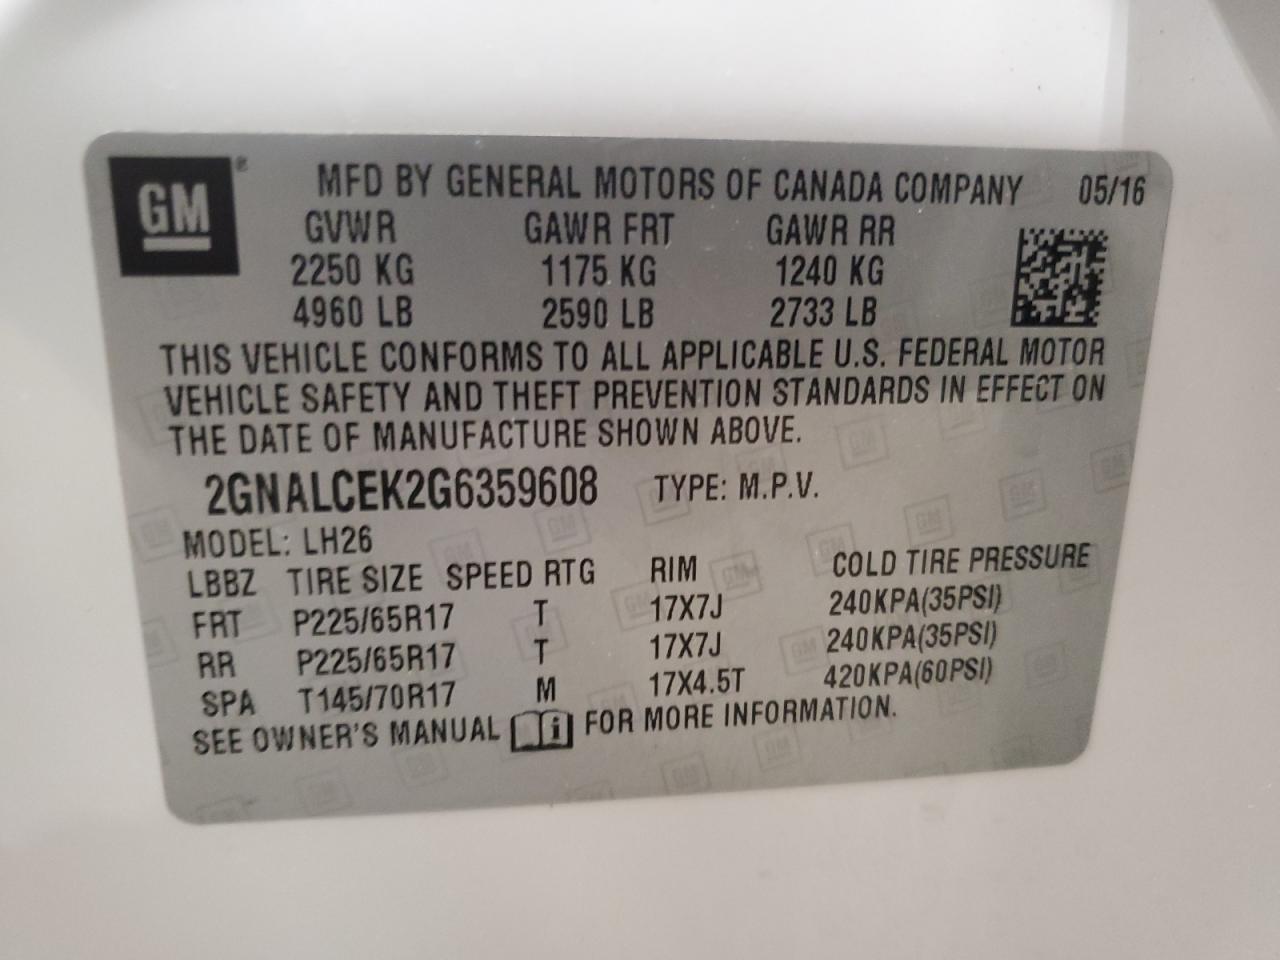 GM ® MFD BY GENERAL MOTORS OF CANADA COMPANY 05/16
GVWR GAWR FRT GAWR RR
2250 KG 1175 KG 1240 KG
4960 LB 2590 LB 2733 LB
THIS VEHICLE CONFORMS TO ALL APPLICABLE U.S. FEDERAL MOTOR
VEHICLE SAFETY AND THEFT PREVENTION STANDARDS IN EFFECT ON
THE DATE OF MANUFACTURE SHOWN ABOVE.
2GNALCEK2G6359608 TYPE: M.P.V.
MODEL: LH26
LBBZ TIRE SIZE SPEED RTG RIM COLD TIRE PRESSURE
FRT P225/65R17 T 17X7J 240KPA(35PSI)
RR P225/65R17 T 17X7J 240KPA(35PSI)
SPA T145/70R17 M 17X4.5T 420KPA(60PSI)
SEE OWNER'S MANUAL i FOR MORE INFORMATION.